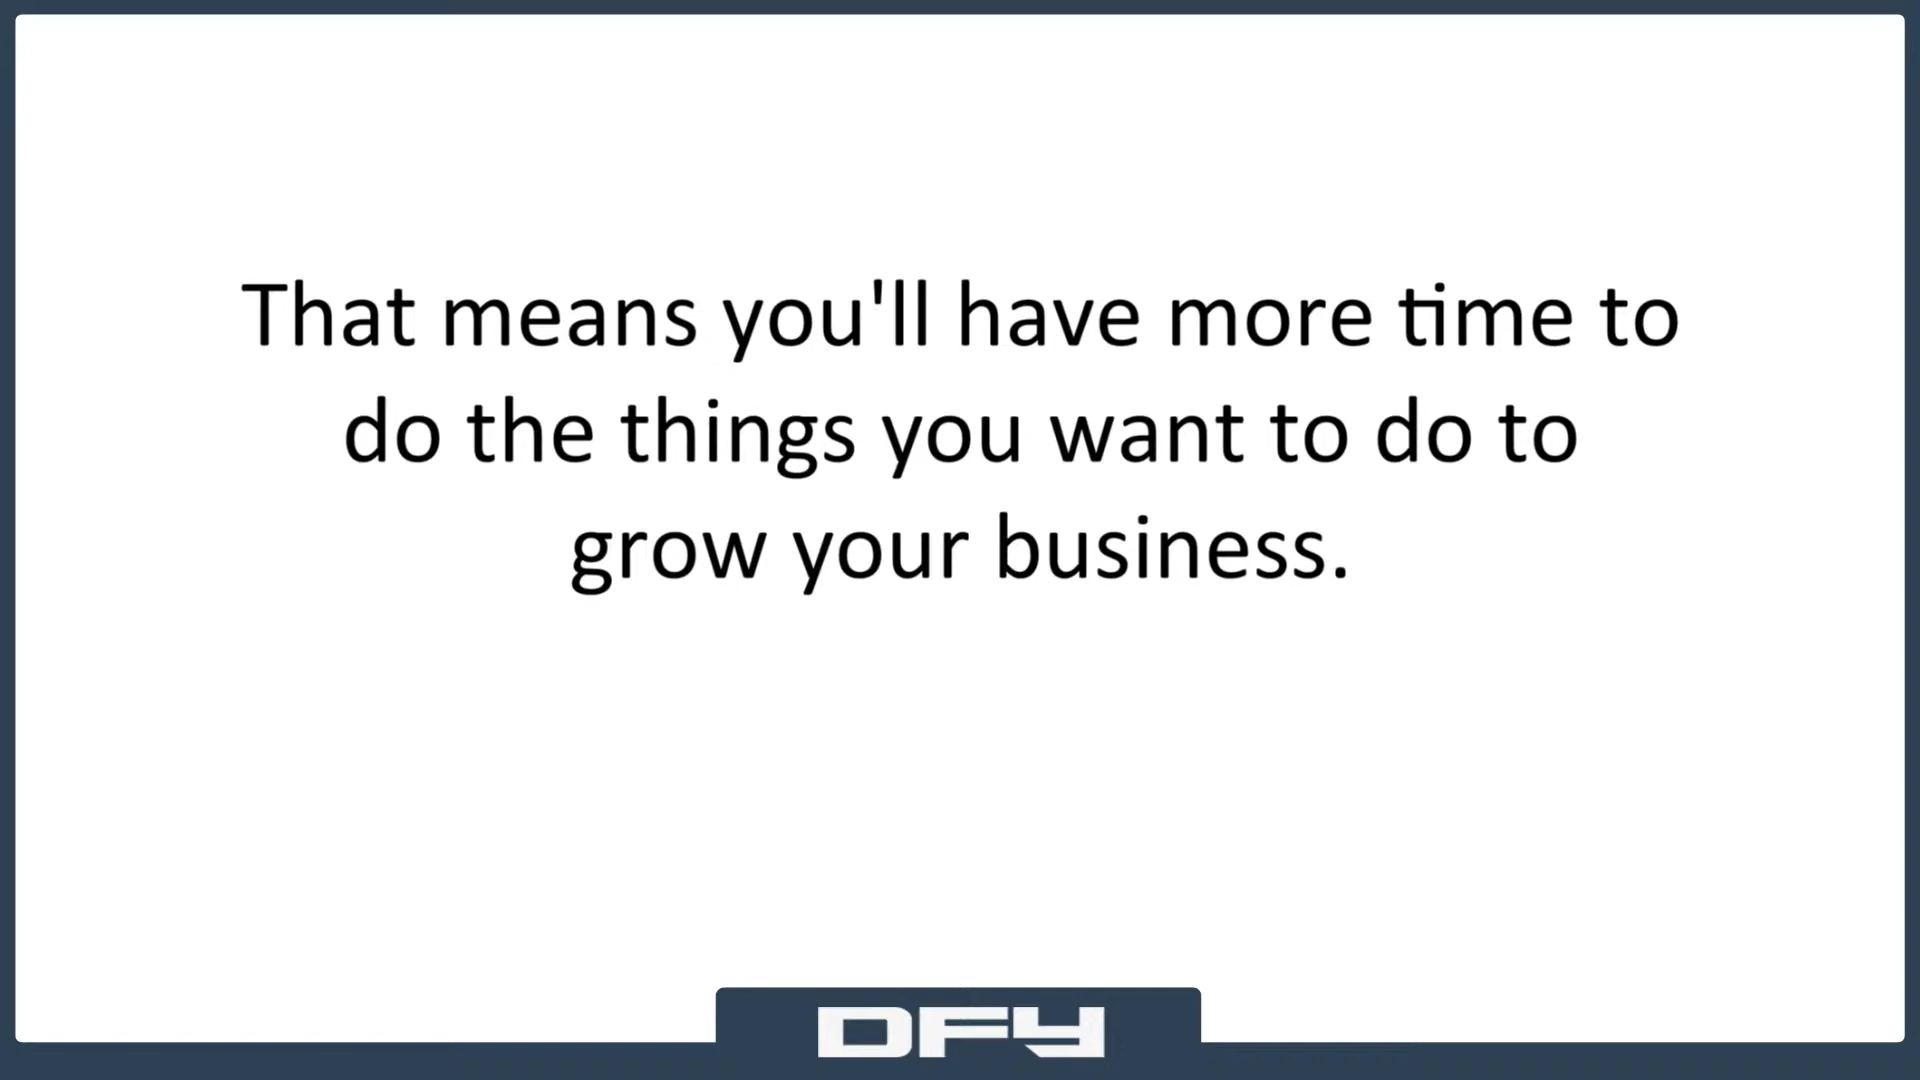 That means you'll have more time to
do the things you want to do to
grow your business.
DFY